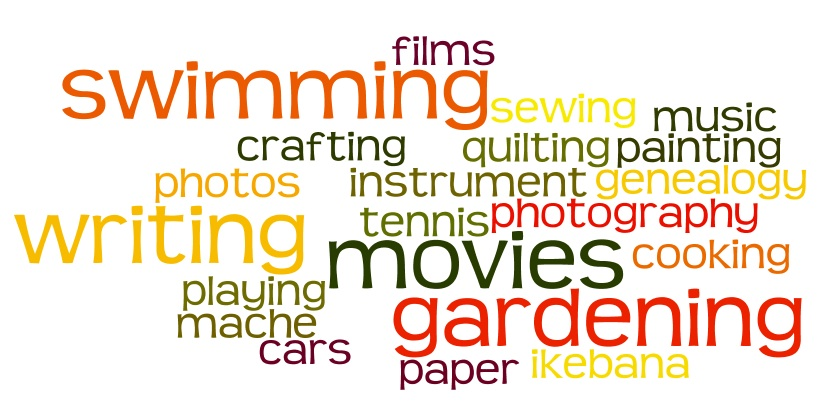 films
swimming
sewing music
crafting quilting painting
photos instrument genealogy
writing tennis photography
movies cooking
playing
mache gardening
cars
paper ikebana